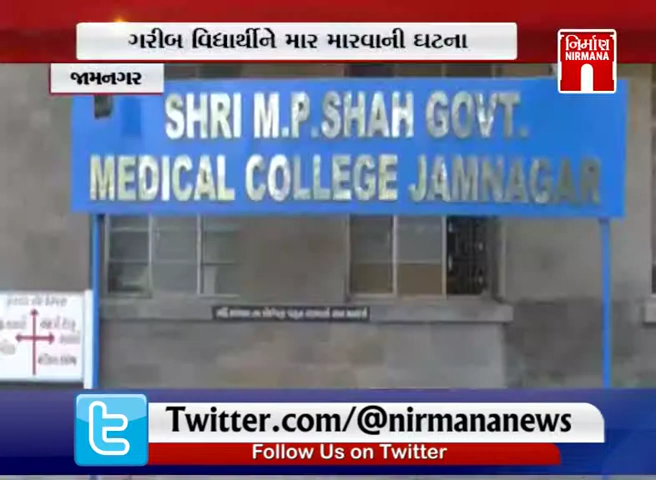 ગરીબ વિદ્યાર્થીને માર મારવાની ઘટના
નિર્માણ
NIRMANA
જામનગર
SHRI M.P.SHAH GOVT.
MEDICAL COLLEGE JAMNAGAR
Twitter.com/@nirmananews
Follow Us on Twitter